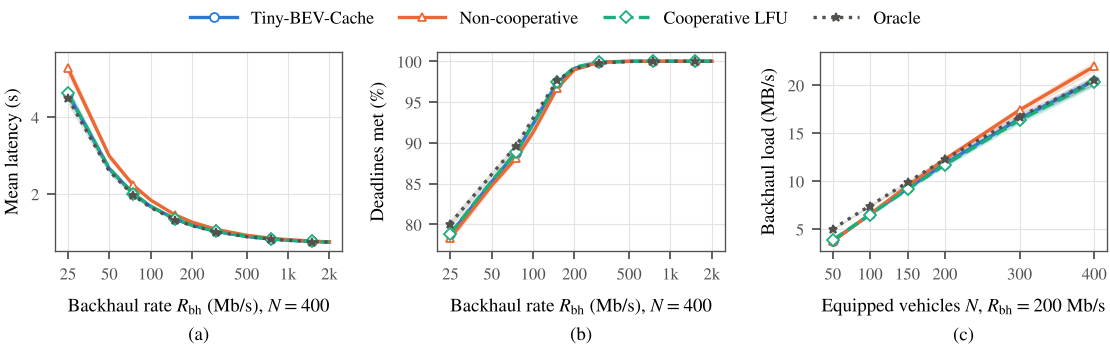 Tiny-BEV-Cache Non-cooperative Cooperative LFU Oracle
Mean latency (s)
4
2
25 50 100 200 500 1k 2k
Backhaul rate R_bh (Mb/s), N = 400
(a)
Deadlines met (%)
100
95
90
85
80
25 50 100 200 500 1k 2k
Backhaul rate R_bh (Mb/s), N = 400
(b)
Backhaul load (MB/s)
20
15
10
5
50 100 150 200 300 400
Equipped vehicles N, R_bh = 200 Mb/s
(c)